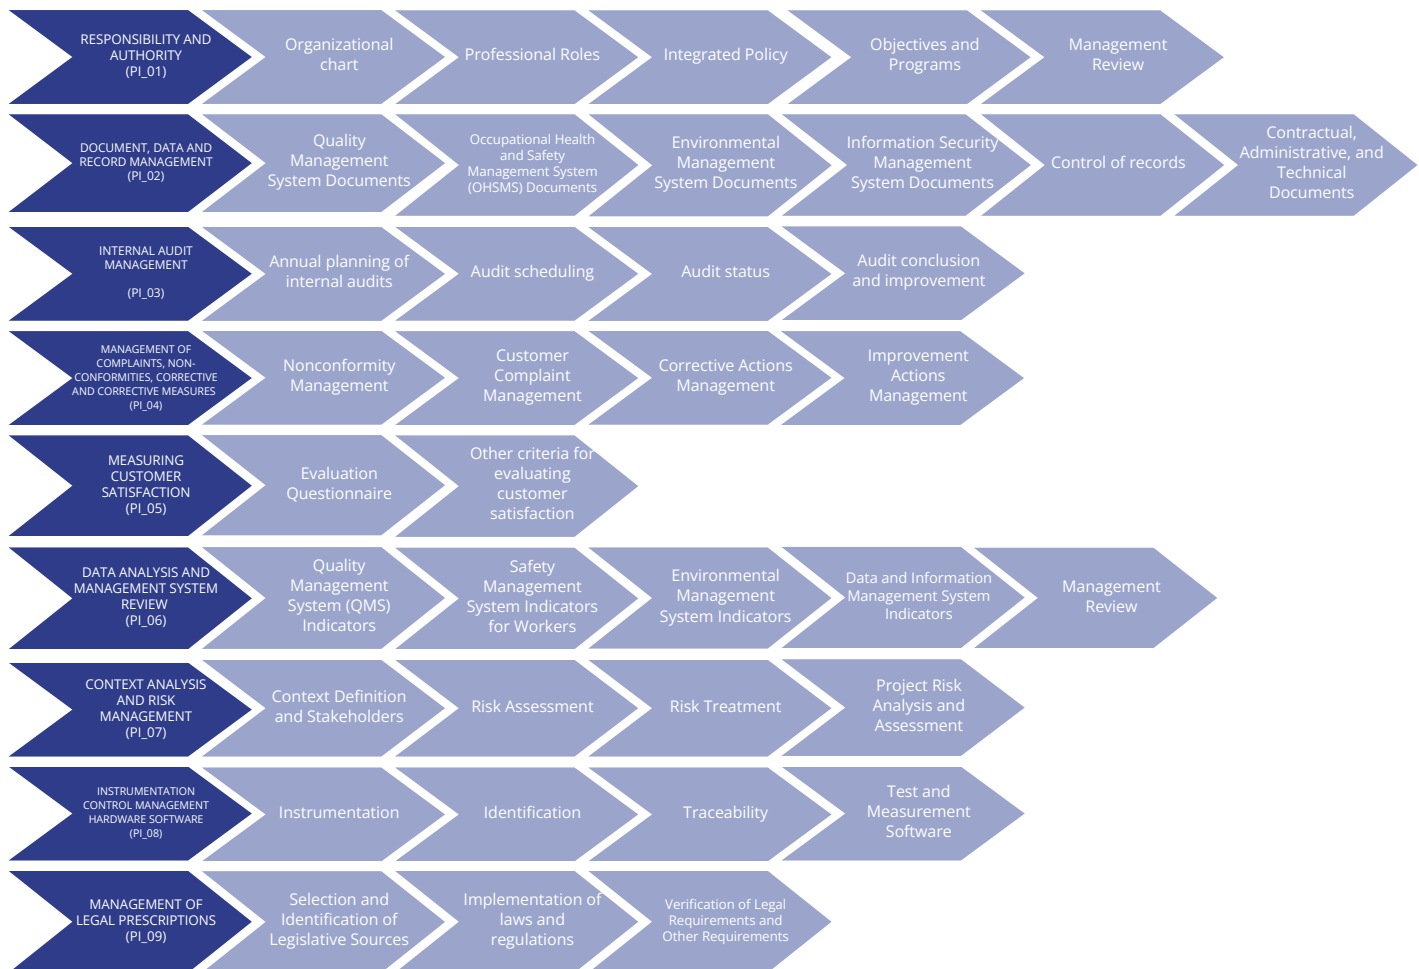 RESPONSIBILITY AND
AUTHORITY
(PI_01)
Organizational
chart
Professional Roles
Integrated Policy
Objectives and
Programs
Management
Review
DOCUMENT, DATA AND
RECORD MANAGEMENT
(PI_02)
Quality
Management
System Documents
Occupational Health
and Safety
Management System
(OHSMS) Documents
Environmental
Management
System Documents
Information Security
Management
System Documents
Control of records
Contractual,
Administrative, and
Technical
Documents
INTERNAL AUDIT
MANAGEMENT
(PI_03)
Annual planning of
internal audits
Audit scheduling
Audit status
Audit conclusion
and improvement
MANAGEMENT OF
COMPLAINTS, NON-
CONFORMITIES, CORRECTIVE
AND CORRECTIVE MEASURES
(PI_04)
Nonconformity
Management
Customer
Complaint
Management
Corrective Actions
Management
Improvement
Actions
Management
MEASURING
CUSTOMER
SATISFACTION
(PI_05)
Evaluation
Questionnaire
Other criteria for
evaluating
customer
satisfaction
DATA ANALYSIS AND
MANAGEMENT SYSTEM
REVIEW
(PI_06)
Quality
Management
System (QMS)
Indicators
Safety
Management
System Indicators
for Workers
Environmental
Management
System Indicators
Data and Information
Management System
Indicators
Management
Review
CONTEXT ANALYSIS
AND RISK
MANAGEMENT
(PI_07)
Context Definition
and Stakeholders
Risk Assessment
Risk Treatment
Project Risk
Analysis and
Assessment
INSTRUMENTATION
CONTROL MANAGEMENT
HARDWARE SOFTWARE
(PI_08)
Instrumentation
Identification
Traceability
Test and
Measurement
Software
MANAGEMENT OF
LEGAL PRESCRIPTIONS
(PI_09)
Selection and
Identification of
Legislative Sources
Implementation of
laws and
regulations
Verification of Legal
Requirements and
Other Requirements